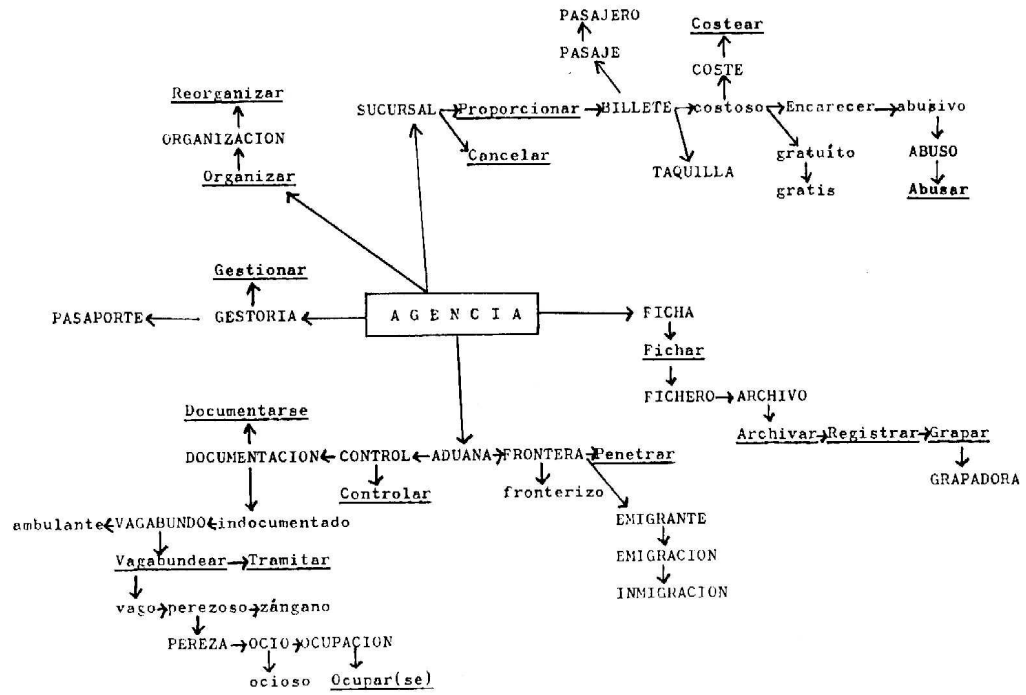 PASAJERO
Costear
PASAJE
COSTE
Reorganizar
SUCURSAL Proporcionar BILLETE costoso Encarecer abusivo
ORGANIZACION
Cancelar gratuíto ABUSO
Organizar TAQUILLA gratis Abusar
Gestionar
PASAPORTE GESTORIA AGENCIA FICHA
Fichar
FICHERO ARCHIVO
Documentarse
Archivar Registrar Grapar
DOCUMENTACION CONTROL ADUANA FRONTERA Penetrar
GRAPADORA
Controlar fronterizo
ambulante VAGABUNDO indocumentado EMIGRANTE
Vagabundear Tramitar EMIGRACION
INMIGRACION
vago perezoso zángano
PEREZA OCIO OCUPACION
ocioso Ocupar(se)